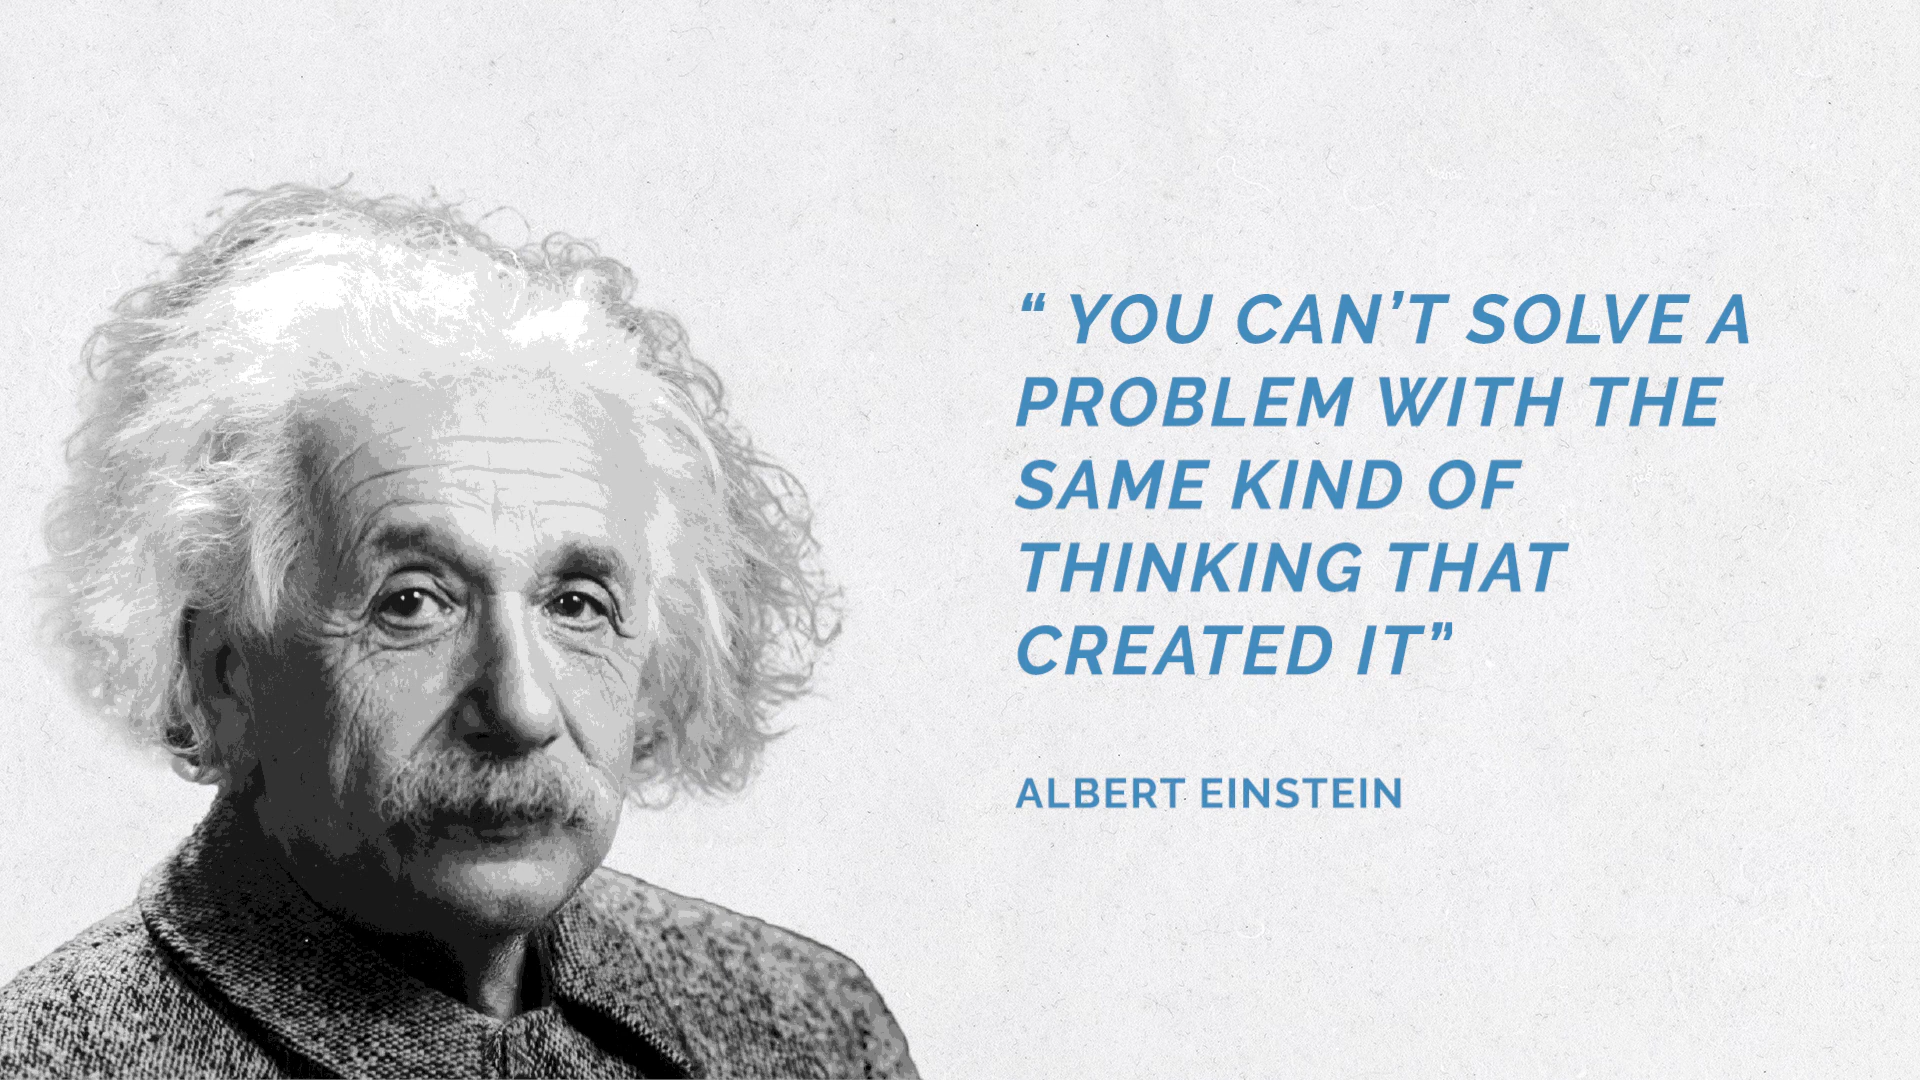 “ YOU CAN’T SOLVE A
PROBLEM WITH THE
SAME KIND OF
THINKING THAT
CREATED IT”
ALBERT EINSTEIN